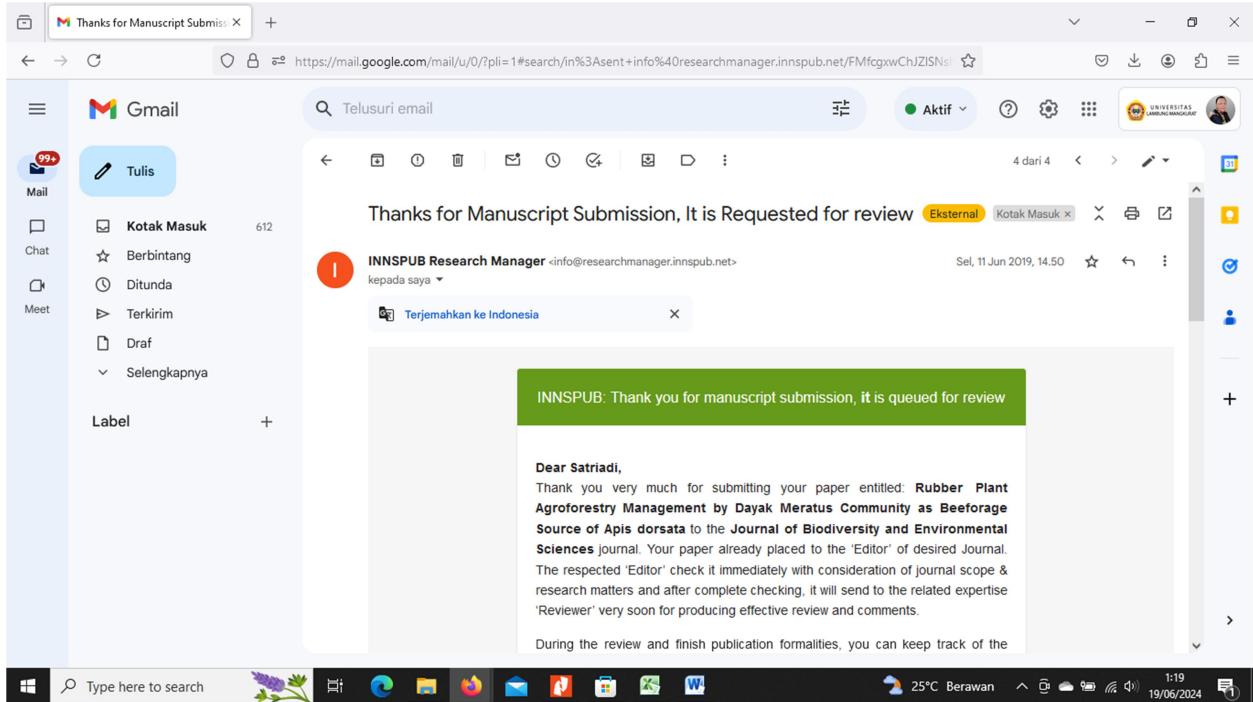 Thanks for Manuscript Submiss
https://mail.google.com/mail/u/0/?pli=1#search/in%3Asent+info%40researchmanager.innspub.net/FMfcgxwChJZlSNsl
Gmail
Telusuri email
Aktif
UNIVERSITAS
LAMBUNG MANGKURAT
99+
Mail
Chat
Meet
Tulis
Kotak Masuk 612
Berbintang
Ditunda
Terkirim
Draf
Selengkapnya
Label
4 dari 4
31
Thanks for Manuscript Submission, It is Requested for review Eksternal Kotak Masuk ×
I
INNSPUB Research Manager <info@researchmanager.innspub.net> Sel, 11 Jun 2019, 14.50
kepada saya
Terjemahkan ke Indonesia
INNSPUB: Thank you for manuscript submission, it is queued for review
Dear Satriadi,
Thank you very much for submitting your paper entitled: Rubber Plant
Agroforestry Management by Dayak Meratus Community as Beeforage
Source of Apis dorsata to the Journal of Biodiversity and Environmental
Sciences journal. Your paper already placed to the 'Editor' of desired Journal.
The respected 'Editor' check it immediately with consideration of journal scope &
research matters and after complete checking, it will send to the related expertise
'Reviewer' very soon for producing effective review and comments.
During the review and finish publication formalities, you can keep track of the
Type here to search
25°C Berawan
1:19
19/06/2024
1